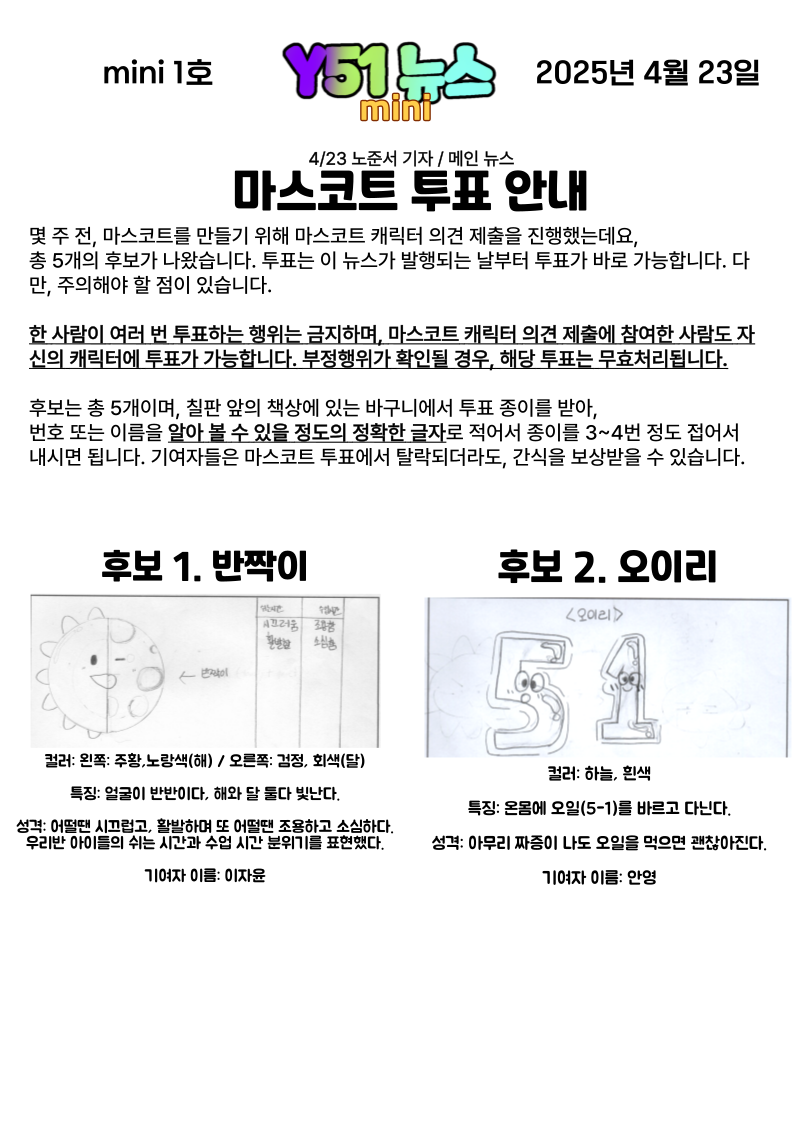 mini 1호
Y51 뉴스
mini
2025년 4월 23일
4/23 노준서 기자 / 메인 뉴스
마스코트 투표 안내
몇 주 전, 마스코트를 만들기 위해 마스코트 캐릭터 의견 제출을 진행했는데요,
총 5개의 후보가 나왔습니다. 투표는 이 뉴스가 발행되는 날부터 투표가 바로 가능합니다. 다
만, 주의해야 할 점이 있습니다.
한 사람이 여러 번 투표하는 행위는 금지하며, 마스코트 캐릭터 의견 제출에 참여한 사람도 자
신의 캐릭터에 투표가 가능합니다. 부정행위가 확인될 경우, 해당 투표는 무효처리됩니다.
후보는 총 5개이며, 칠판 앞의 책상에 있는 바구니에서 투표 종이를 받아,
번호 또는 이름을 알아 볼 수 있을 정도의 정확한 글자로 적어서 종이를 3~4번 정도 접어서
내시면 됩니다. 기여자들은 마스코트 투표에서 탈락되더라도, 간식을 보상받을 수 있습니다.
후보 1. 반짝이
쉬는시간 수업시간
시끄러움 조용함
활발함 소심함
← 반짝이
컬러: 왼쪽: 주황,노랑색(해) / 오른쪽: 검정, 회색(달)
특징: 얼굴이 반반이다, 해와 달 둘다 빛난다.
성격: 어떨땐 시끄럽고, 활발하며 또 어떨땐 조용하고 소심하다.
우리반 아이들의 쉬는 시간과 수업 시간 분위기를 표현했다.
기여자 이름: 이자윤
후보 2. 오이리
<오이리>
51
컬러: 하늘, 흰색
특징: 온몸에 오일(5-1)를 바르고 다닌다.
성격: 아무리 짜증이 나도 오일을 먹으면 괜찮아진다.
기여자 이름: 안영